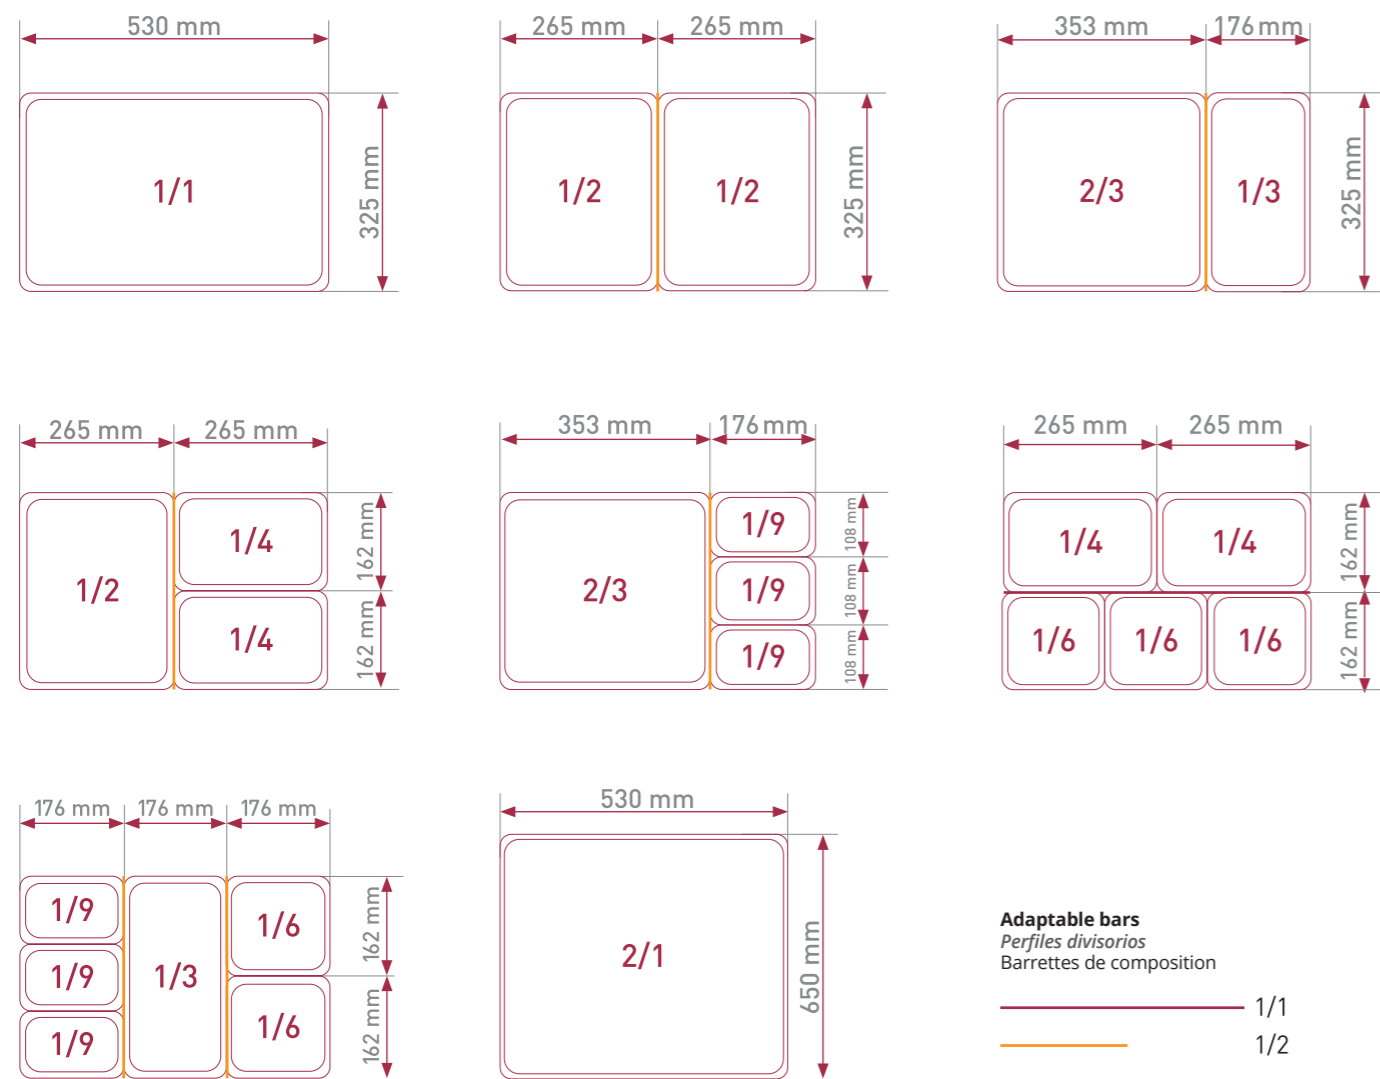 530 mm
265 mm 265 mm
353 mm 176 mm
1/1
325 mm
1/2 1/2
325 mm
2/3 1/3
325 mm
265 mm 265 mm
353 mm 176 mm
265 mm 265 mm
1/2
1/4
1/4
162 mm
162 mm
2/3
1/9
1/9
1/9
108 mm
108 mm
108 mm
1/4 1/4
1/6 1/6 1/6
162 mm
162 mm
176 mm 176 mm 176 mm
530 mm
1/9
1/9
1/9
1/3
1/6
1/6
162 mm
162 mm
2/1
650 mm
Adaptable bars
Perfiles divisorios
Barrettes de composition
1/1
1/2